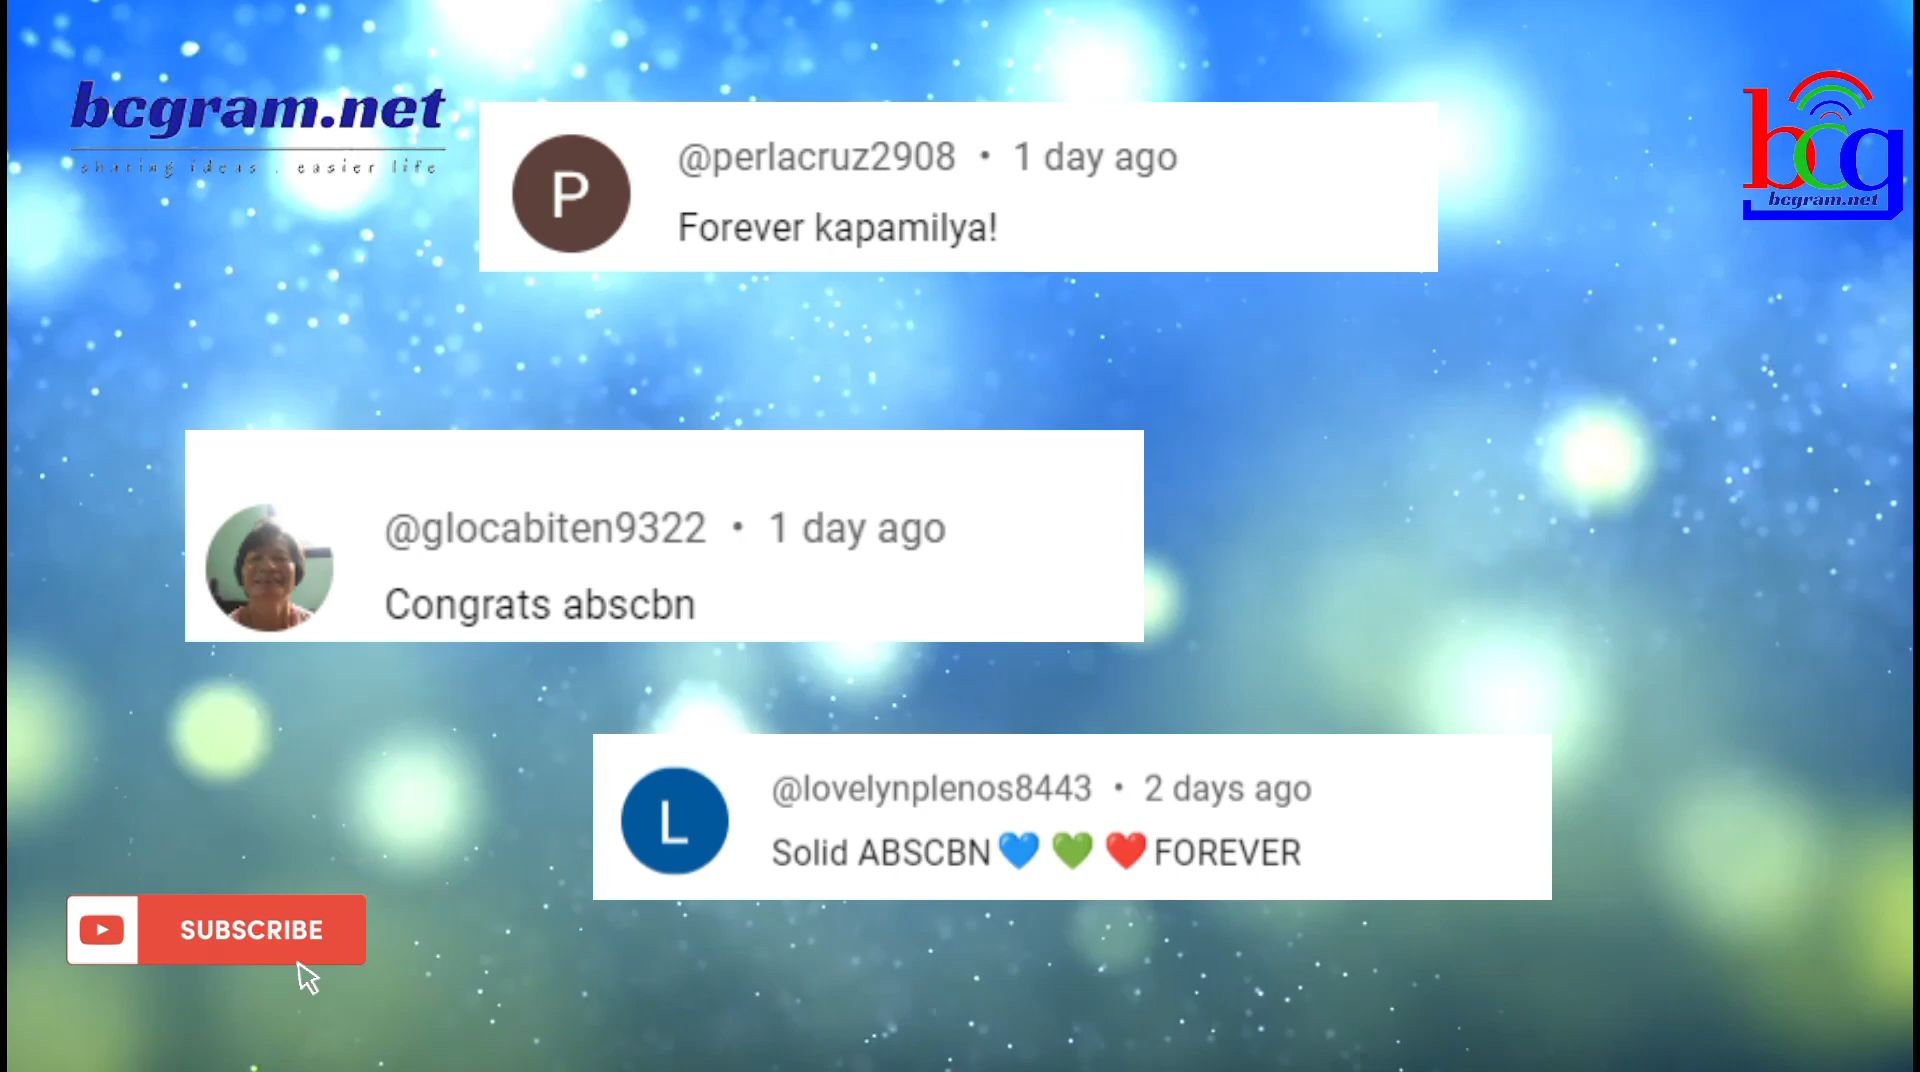 bcgram.net
sharing ideas . easier life
bcg
bcgram.net
P
@perlacruz2908 • 1 day ago
Forever kapamilya!
@glocabiten9322 • 1 day ago
Congrats abscbn
L
@lovelynplenos8443 • 2 days ago
Solid ABSCBN💙 💚 ❤️FOREVER
SUBSCRIBE